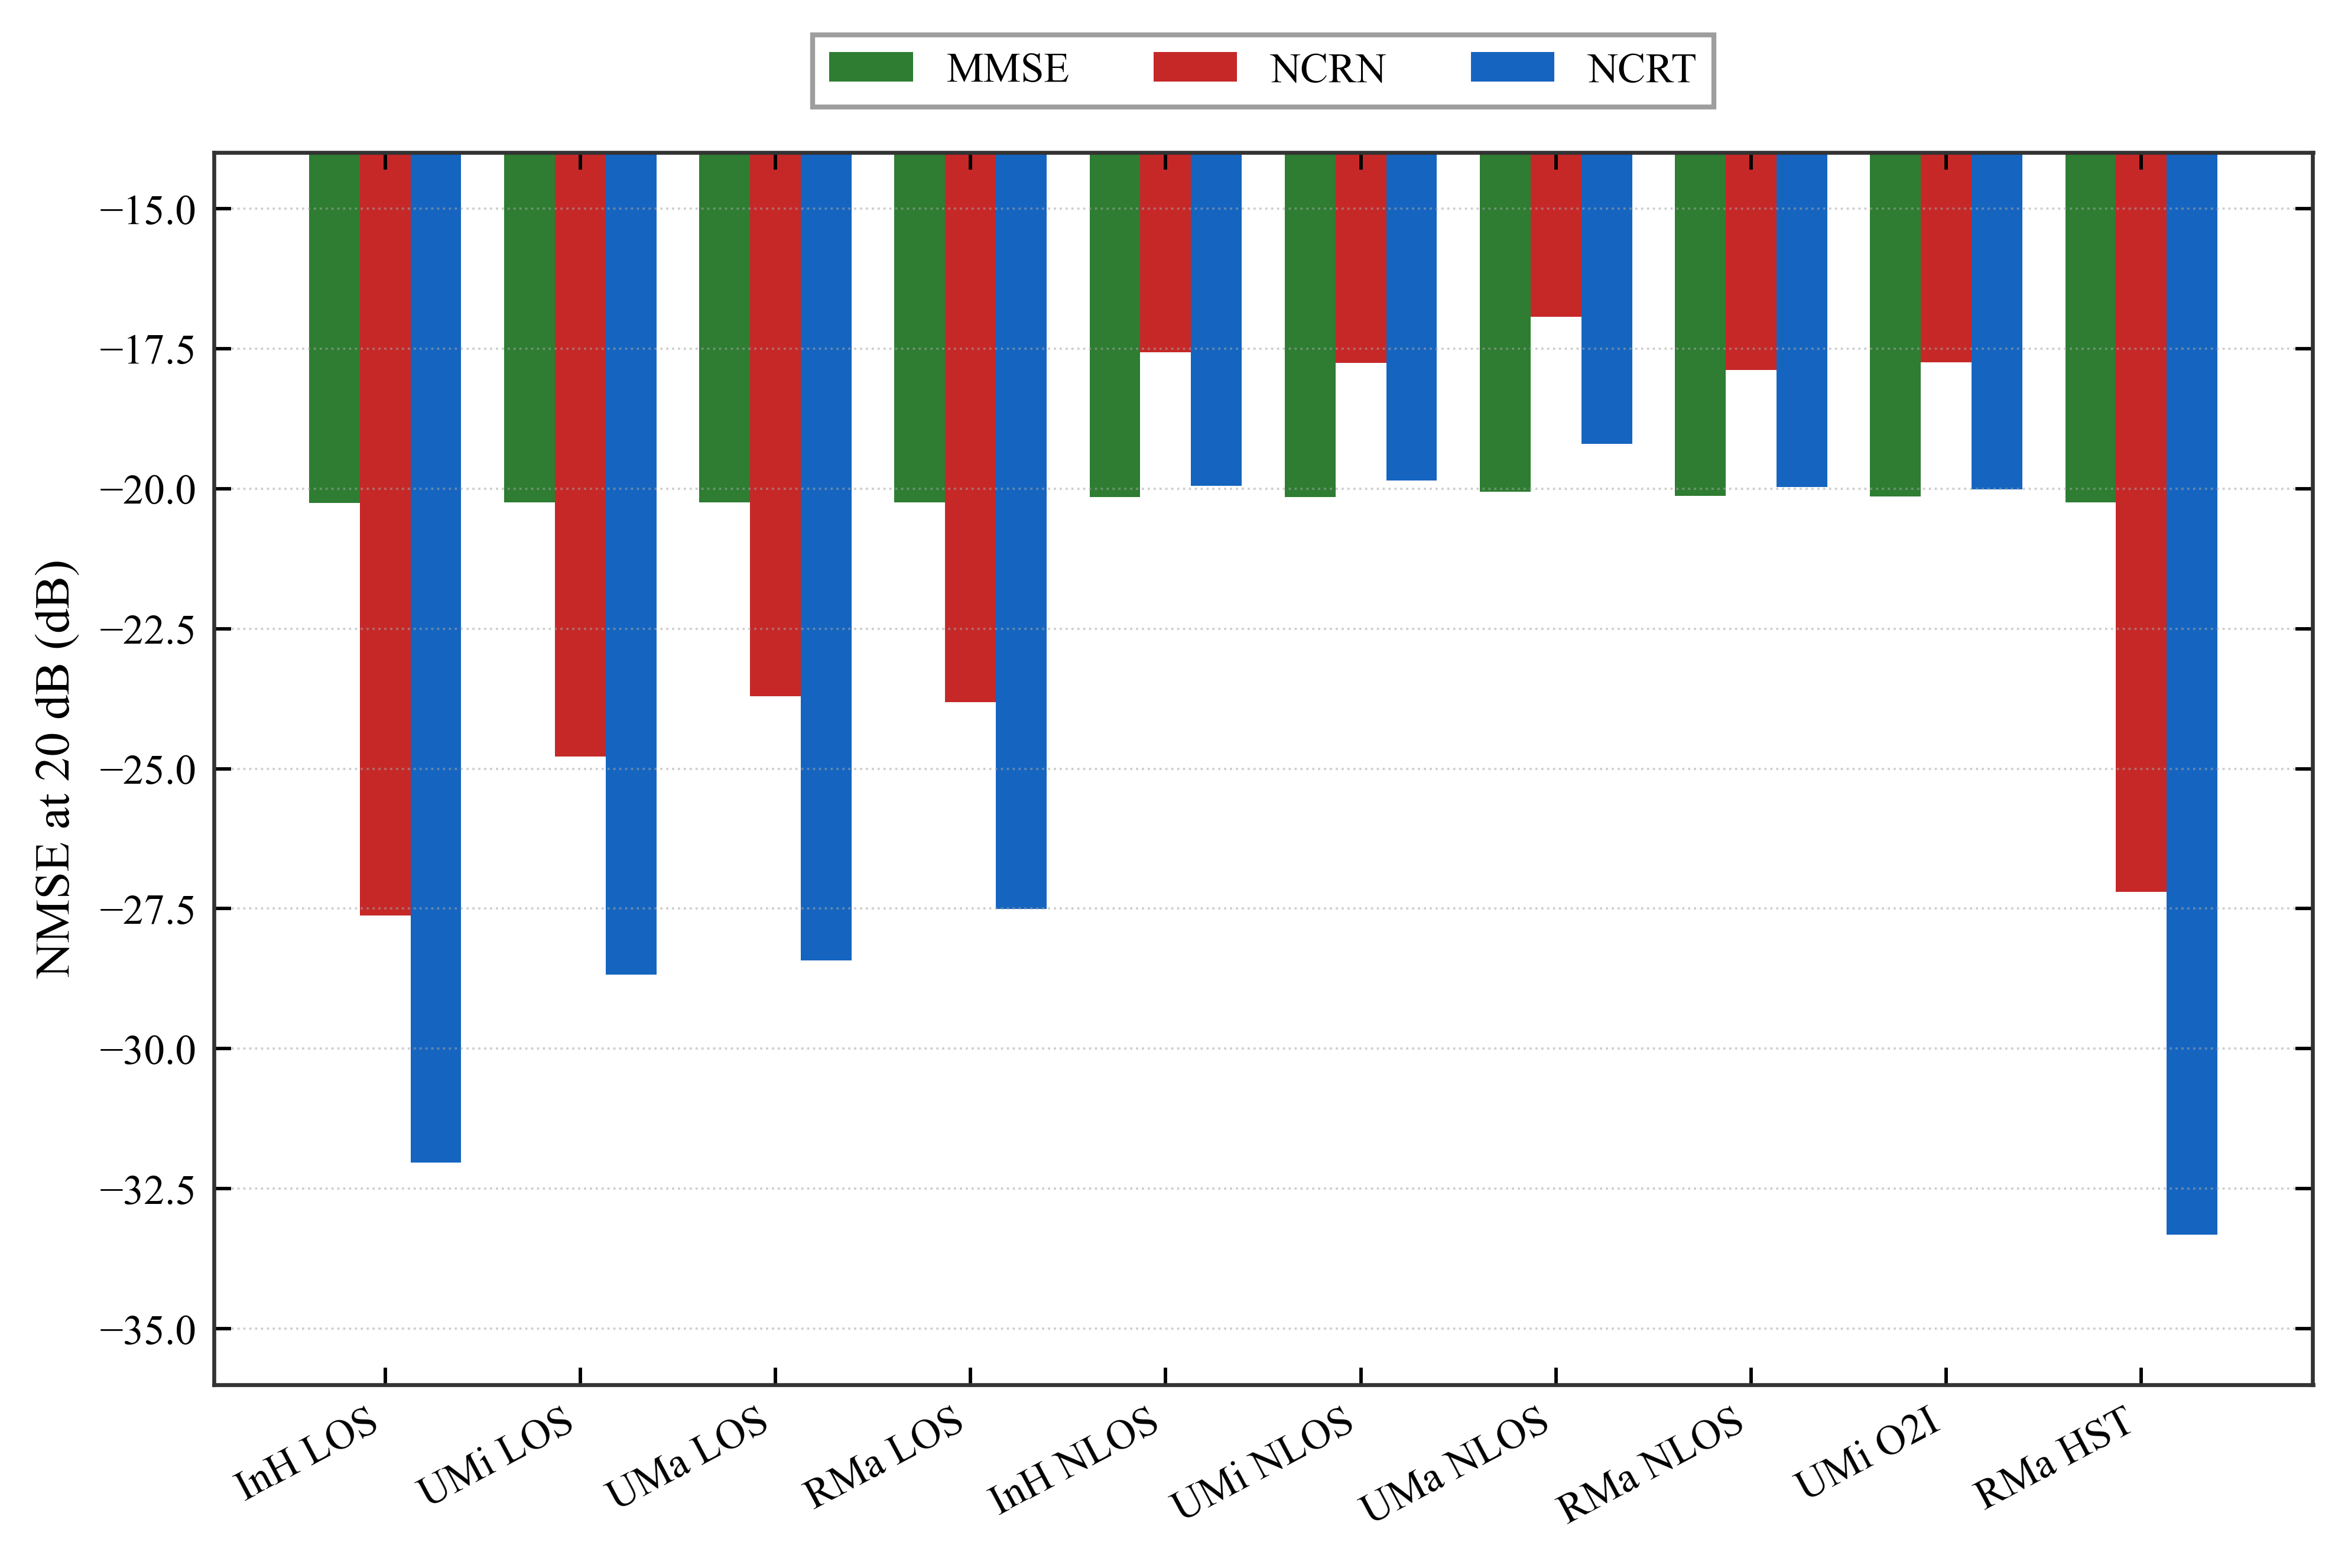 MMSE NCRN NCRT
NMSE at 20 dB (dB)
−15.0
−17.5
−20.0
−22.5
−25.0
−27.5
−30.0
−32.5
−35.0
InH LOS
UMi LOS
UMa LOS
RMa LOS
InH NLOS
UMi NLOS
UMa NLOS
RMa NLOS
UMi O2I
RMa HST